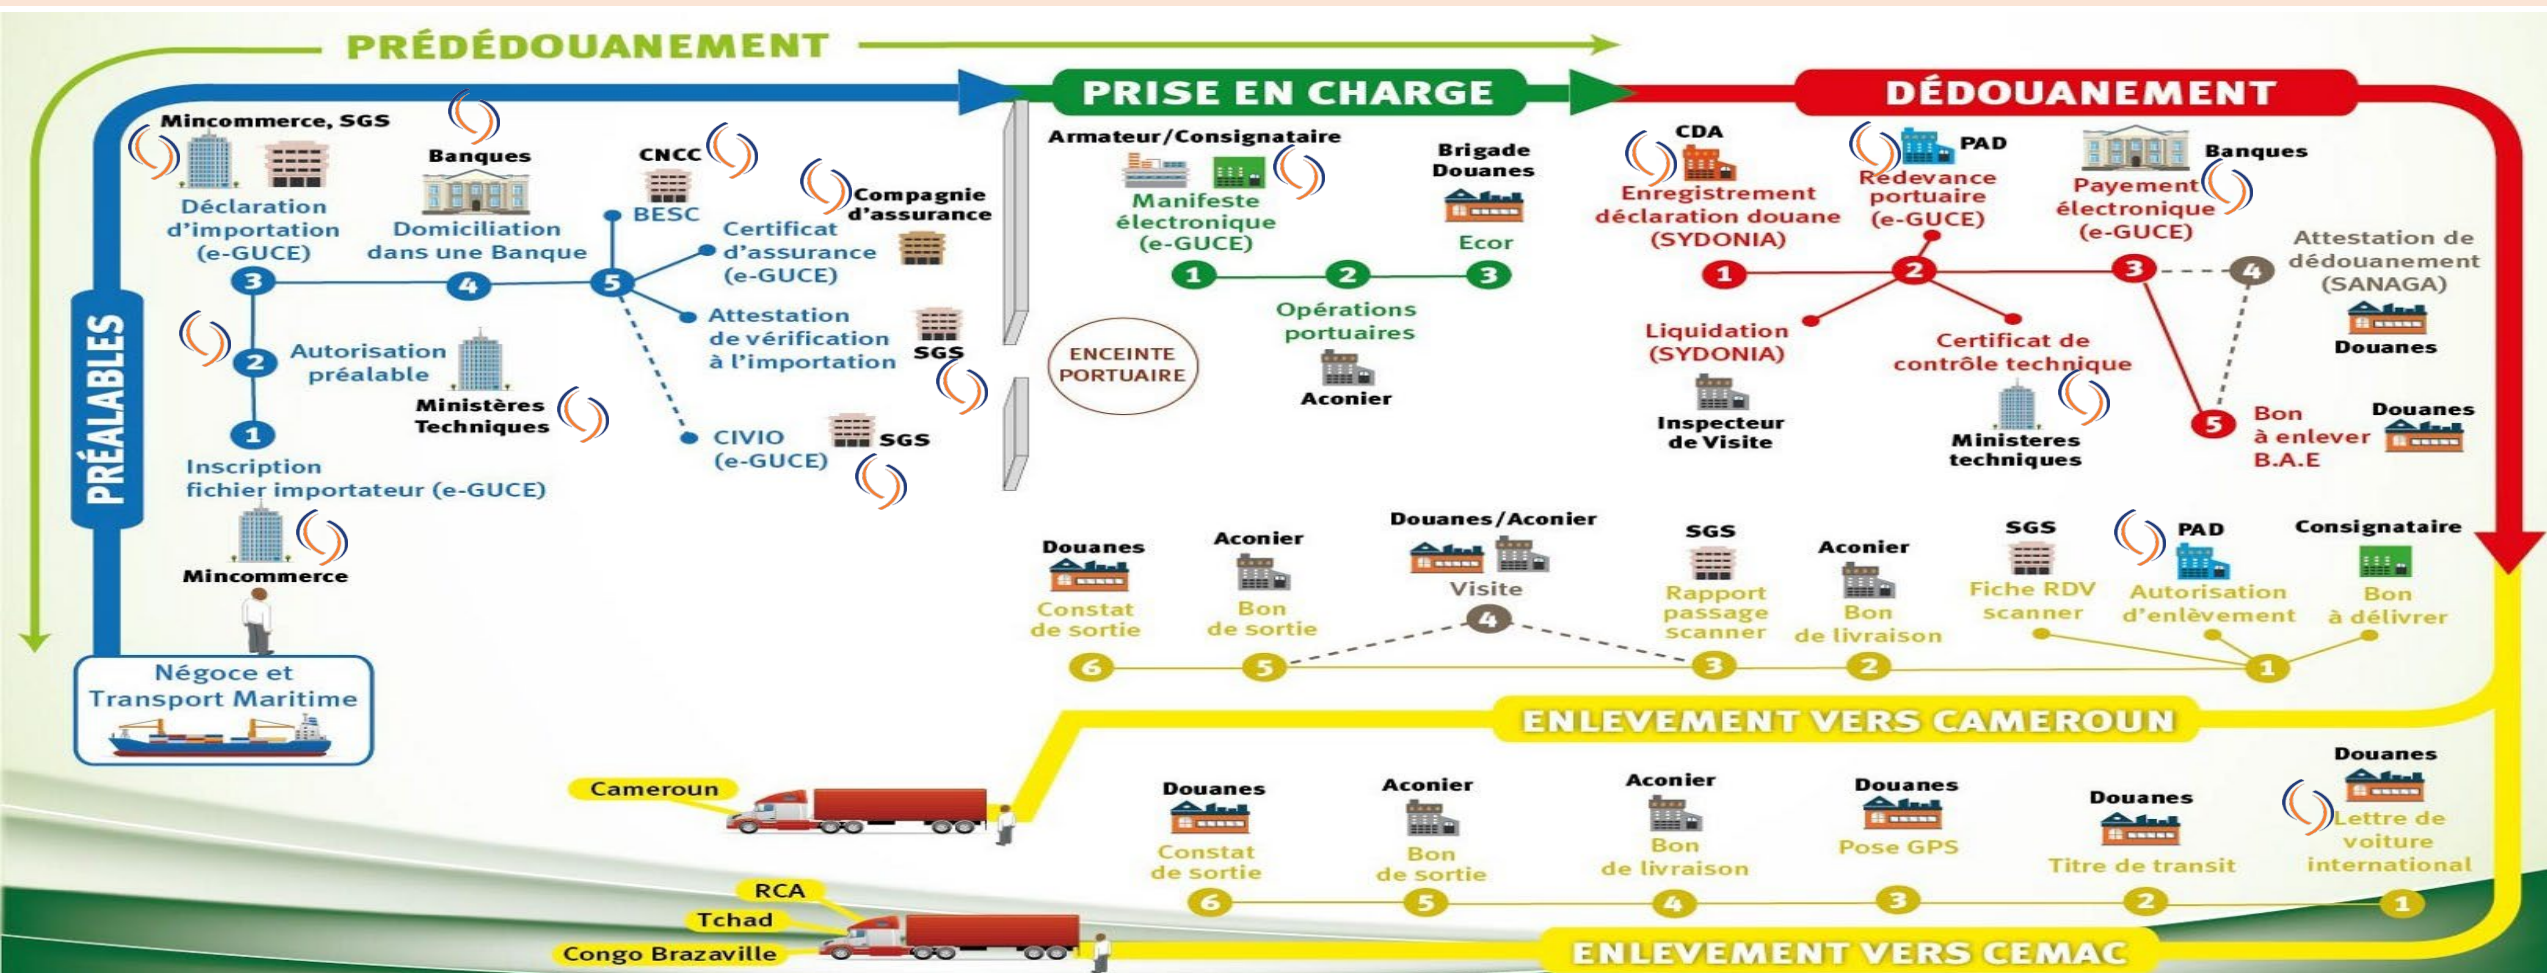 PRÉDÉDOUANEMENT
PRÉALABLES
Mincommerce, SGS
Déclaration
d'importation
(e-GUCE)
3
Banques
Domiciliation
dans une Banque
4
CNCC
BESC
5
Compagnie
d'assurance
Certificat
d'assurance
(e-GUCE)
Attestation
de vérification
à l'importation
SGS
CIVIO
(e-GUCE)
SGS
2
Autorisation
préalable
Ministères
Techniques
1
Inscription
fichier importateur (e-GUCE)
Mincommerce
Négoce et
Transport Maritime
PRISE EN CHARGE
Armateur/Consignataire
Manifeste
électronique
(e-GUCE)
1
2
Opérations
portuaires
Aconier
Brigade
Douanes
Ecor
3
ENCEINTE
PORTUAIRE
DÉDOUANEMENT
CDA
Enregistrement
déclaration douane
(SYDONIA)
1
PAD
Redevance
portuaire
(e-GUCE)
2
Liquidation
(SYDONIA)
Inspecteur
de Visite
Certificat de
contrôle technique
Ministeres
techniques
Banques
Payement
électronique
(e-GUCE)
3
4
Attestation de
dédouanement
(SANAGA)
Douanes
5
Bon
à enlever
B.A.E
Douanes
Douanes
Constat
de sortie
6
Aconier
Bon
de sortie
5
Douanes/Aconier
Visite
4
SGS
Rapport
passage
scanner
3
Aconier
Bon
de livraison
2
SGS
Fiche RDV
scanner
PAD
Autorisation
d'enlèvement
Consignataire
Bon
à délivrer
1
ENLEVEMENT VERS CAMEROUN
Cameroun
Douanes
Constat
de sortie
6
Aconier
Bon
de sortie
5
Aconier
Bon
de livraison
4
Douanes
Pose GPS
3
Douanes
Titre de transit
2
Douanes
Lettre de
voiture
international
1
RCA
Tchad
Congo Brazaville
ENLEVEMENT VERS CEMAC